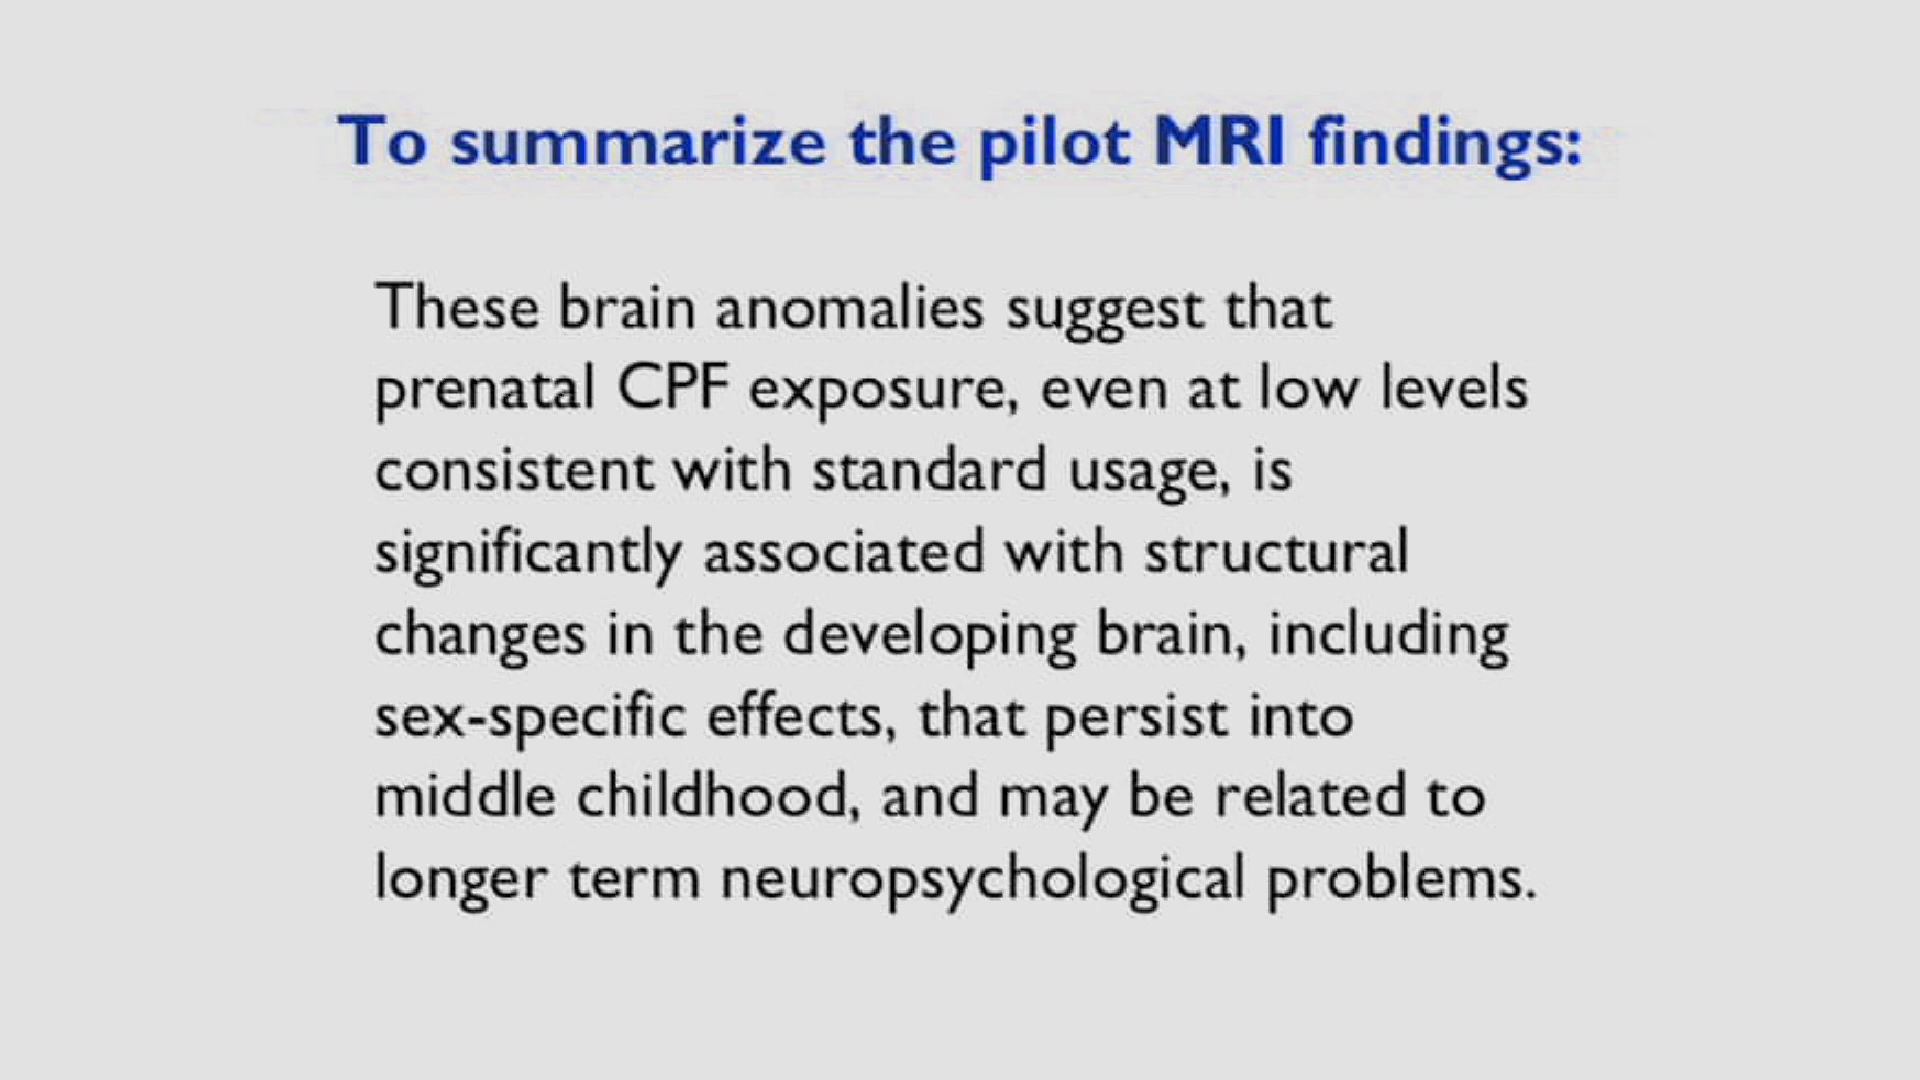 To summarize the pilot MRI findings:
These brain anomalies suggest that
prenatal CPF exposure, even at low levels
consistent with standard usage, is
significantly associated with structural
changes in the developing brain, including
sex-specific effects, that persist into
middle childhood, and may be related to
longer term neuropsychological problems.